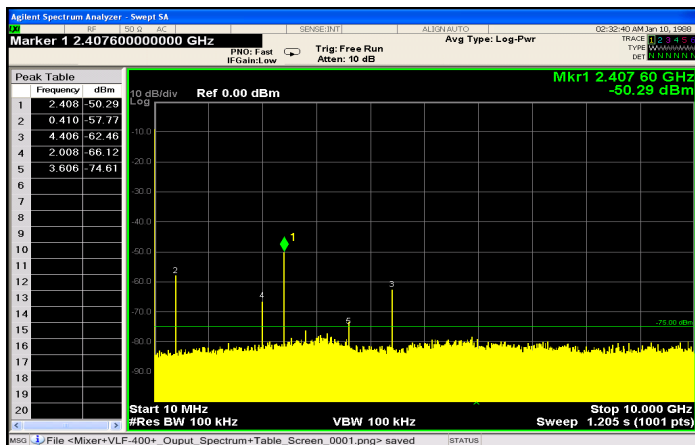 Agilent Spectrum Analyzer - Swept SA
RF 50 Ω AC SENSE:INT ALIGN AUTO 02:32:40 AM Jan 10, 1988
Marker 1 2.407600000000 GHz
PNO: Fast
IFGain:Low
Trig: Free Run
Atten: 10 dB
Avg Type: Log-Pwr
TRACE 1 2 3 4 5 6
TYPE
DET N N N N N N
Peak Table
Frequency dBm
1 2.408 -50.29
2 0.410 -57.77
3 4.406 -62.46
4 2.008 -66.12
5 3.606 -74.61
6
7
8
9
10
11
12
13
14
15
16
17
18
19
20
Mkr1 2.407 60 GHz
-50.29 dBm
10 dB/div Ref 0.00 dBm
Log
-10.0
-20.0
-30.0
-40.0
-50.0
-60.0
-70.0
-80.0
-90.0
1
2
3
4
5
-75.00 dBm
Start 10 MHz Stop 10.000 GHz
#Res BW 100 kHz VBW 100 kHz Sweep 1.205 s (1001 pts)
MSG File <Mixer+VLF-400+_Ouput_Spectrum+Table_Screen_0001.png> saved STATUS